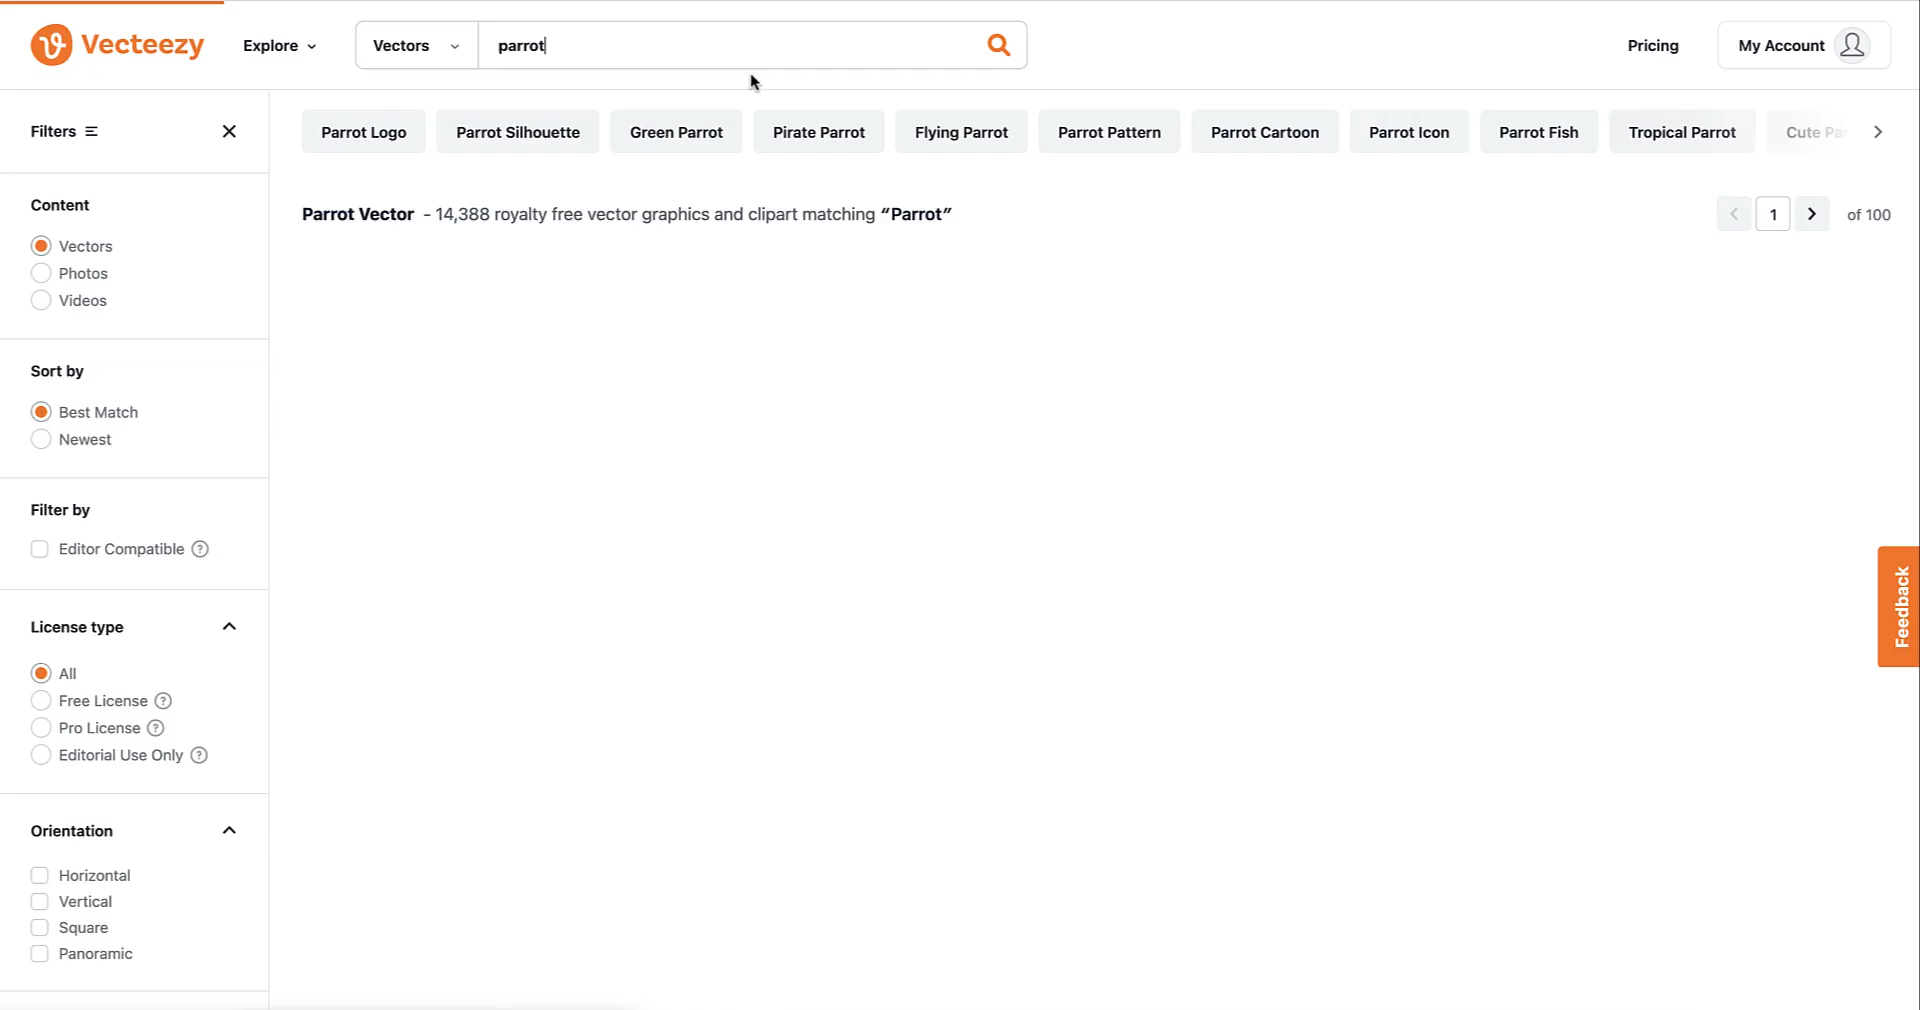 Vecteezy
Explore
Vectors
parrot
Pricing
My Account
Filters
Parrot Logo
Parrot Silhouette
Green Parrot
Pirate Parrot
Flying Parrot
Parrot Pattern
Parrot Cartoon
Parrot Icon
Parrot Fish
Tropical Parrot
Cute
Parrot Vector - 14,388 royalty free vector graphics and clipart matching “Parrot”
1
of 100
Content
Vectors
Photos
Videos
Sort by
Best Match
Newest
Filter by
Editor Compatible ?
License type
All
Free License ?
Pro License ?
Editorial Use Only ?
Orientation
Horizontal
Vertical
Square
Panoramic
Feedback